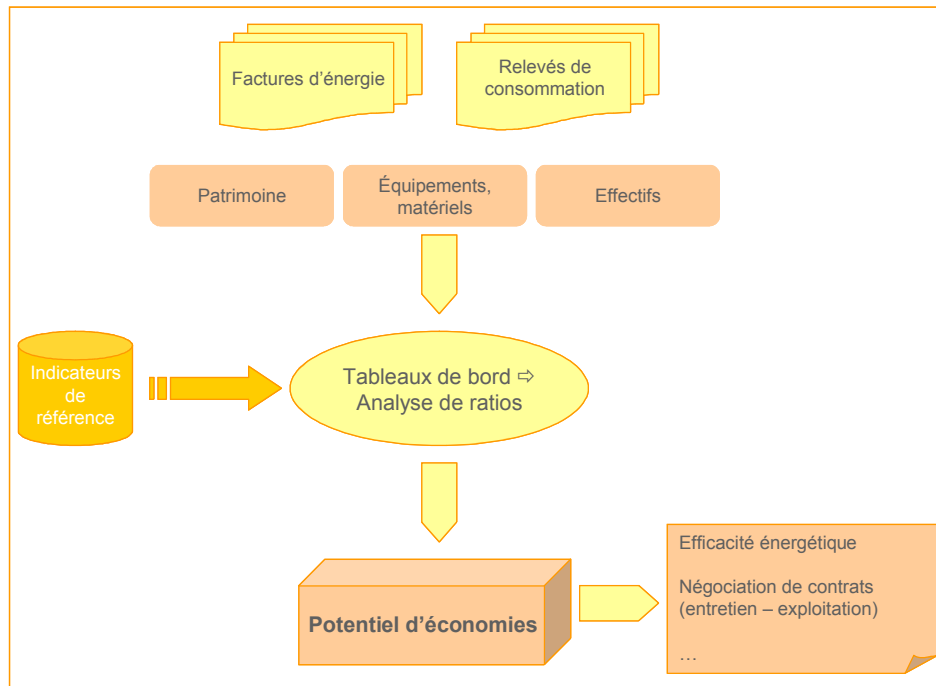 Factures d’énergie
Relevés de
consommation
Patrimoine
Équipements,
matériels
Effectifs
Indicateurs
de
référence
Tableaux de bord ⇨
Analyse de ratios
Potentiel d’économies
Efficacité énergétique
Négociation de contrats
(entretien – exploitation)
…